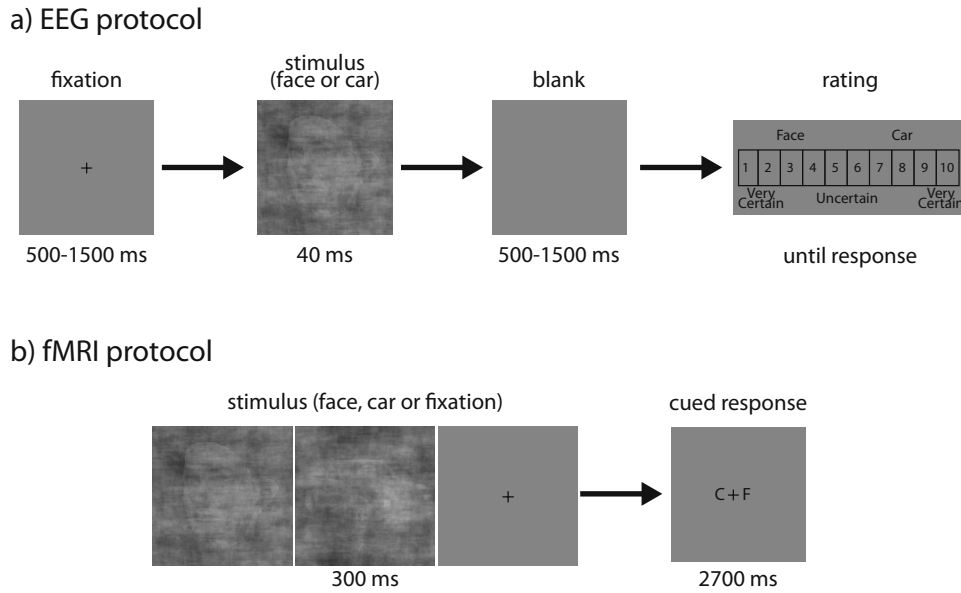 a) EEG protocol
fixation
stimulus
(face or car)
blank
rating
+
Face Car
1 2 3 4 5 6 7 8 9 10
Very
Certain
Uncertain
Very
Certain
500-1500 ms
40 ms
500-1500 ms
until response
b) fMRI protocol
stimulus (face, car or fixation)
cued response
+
C + F
300 ms
2700 ms